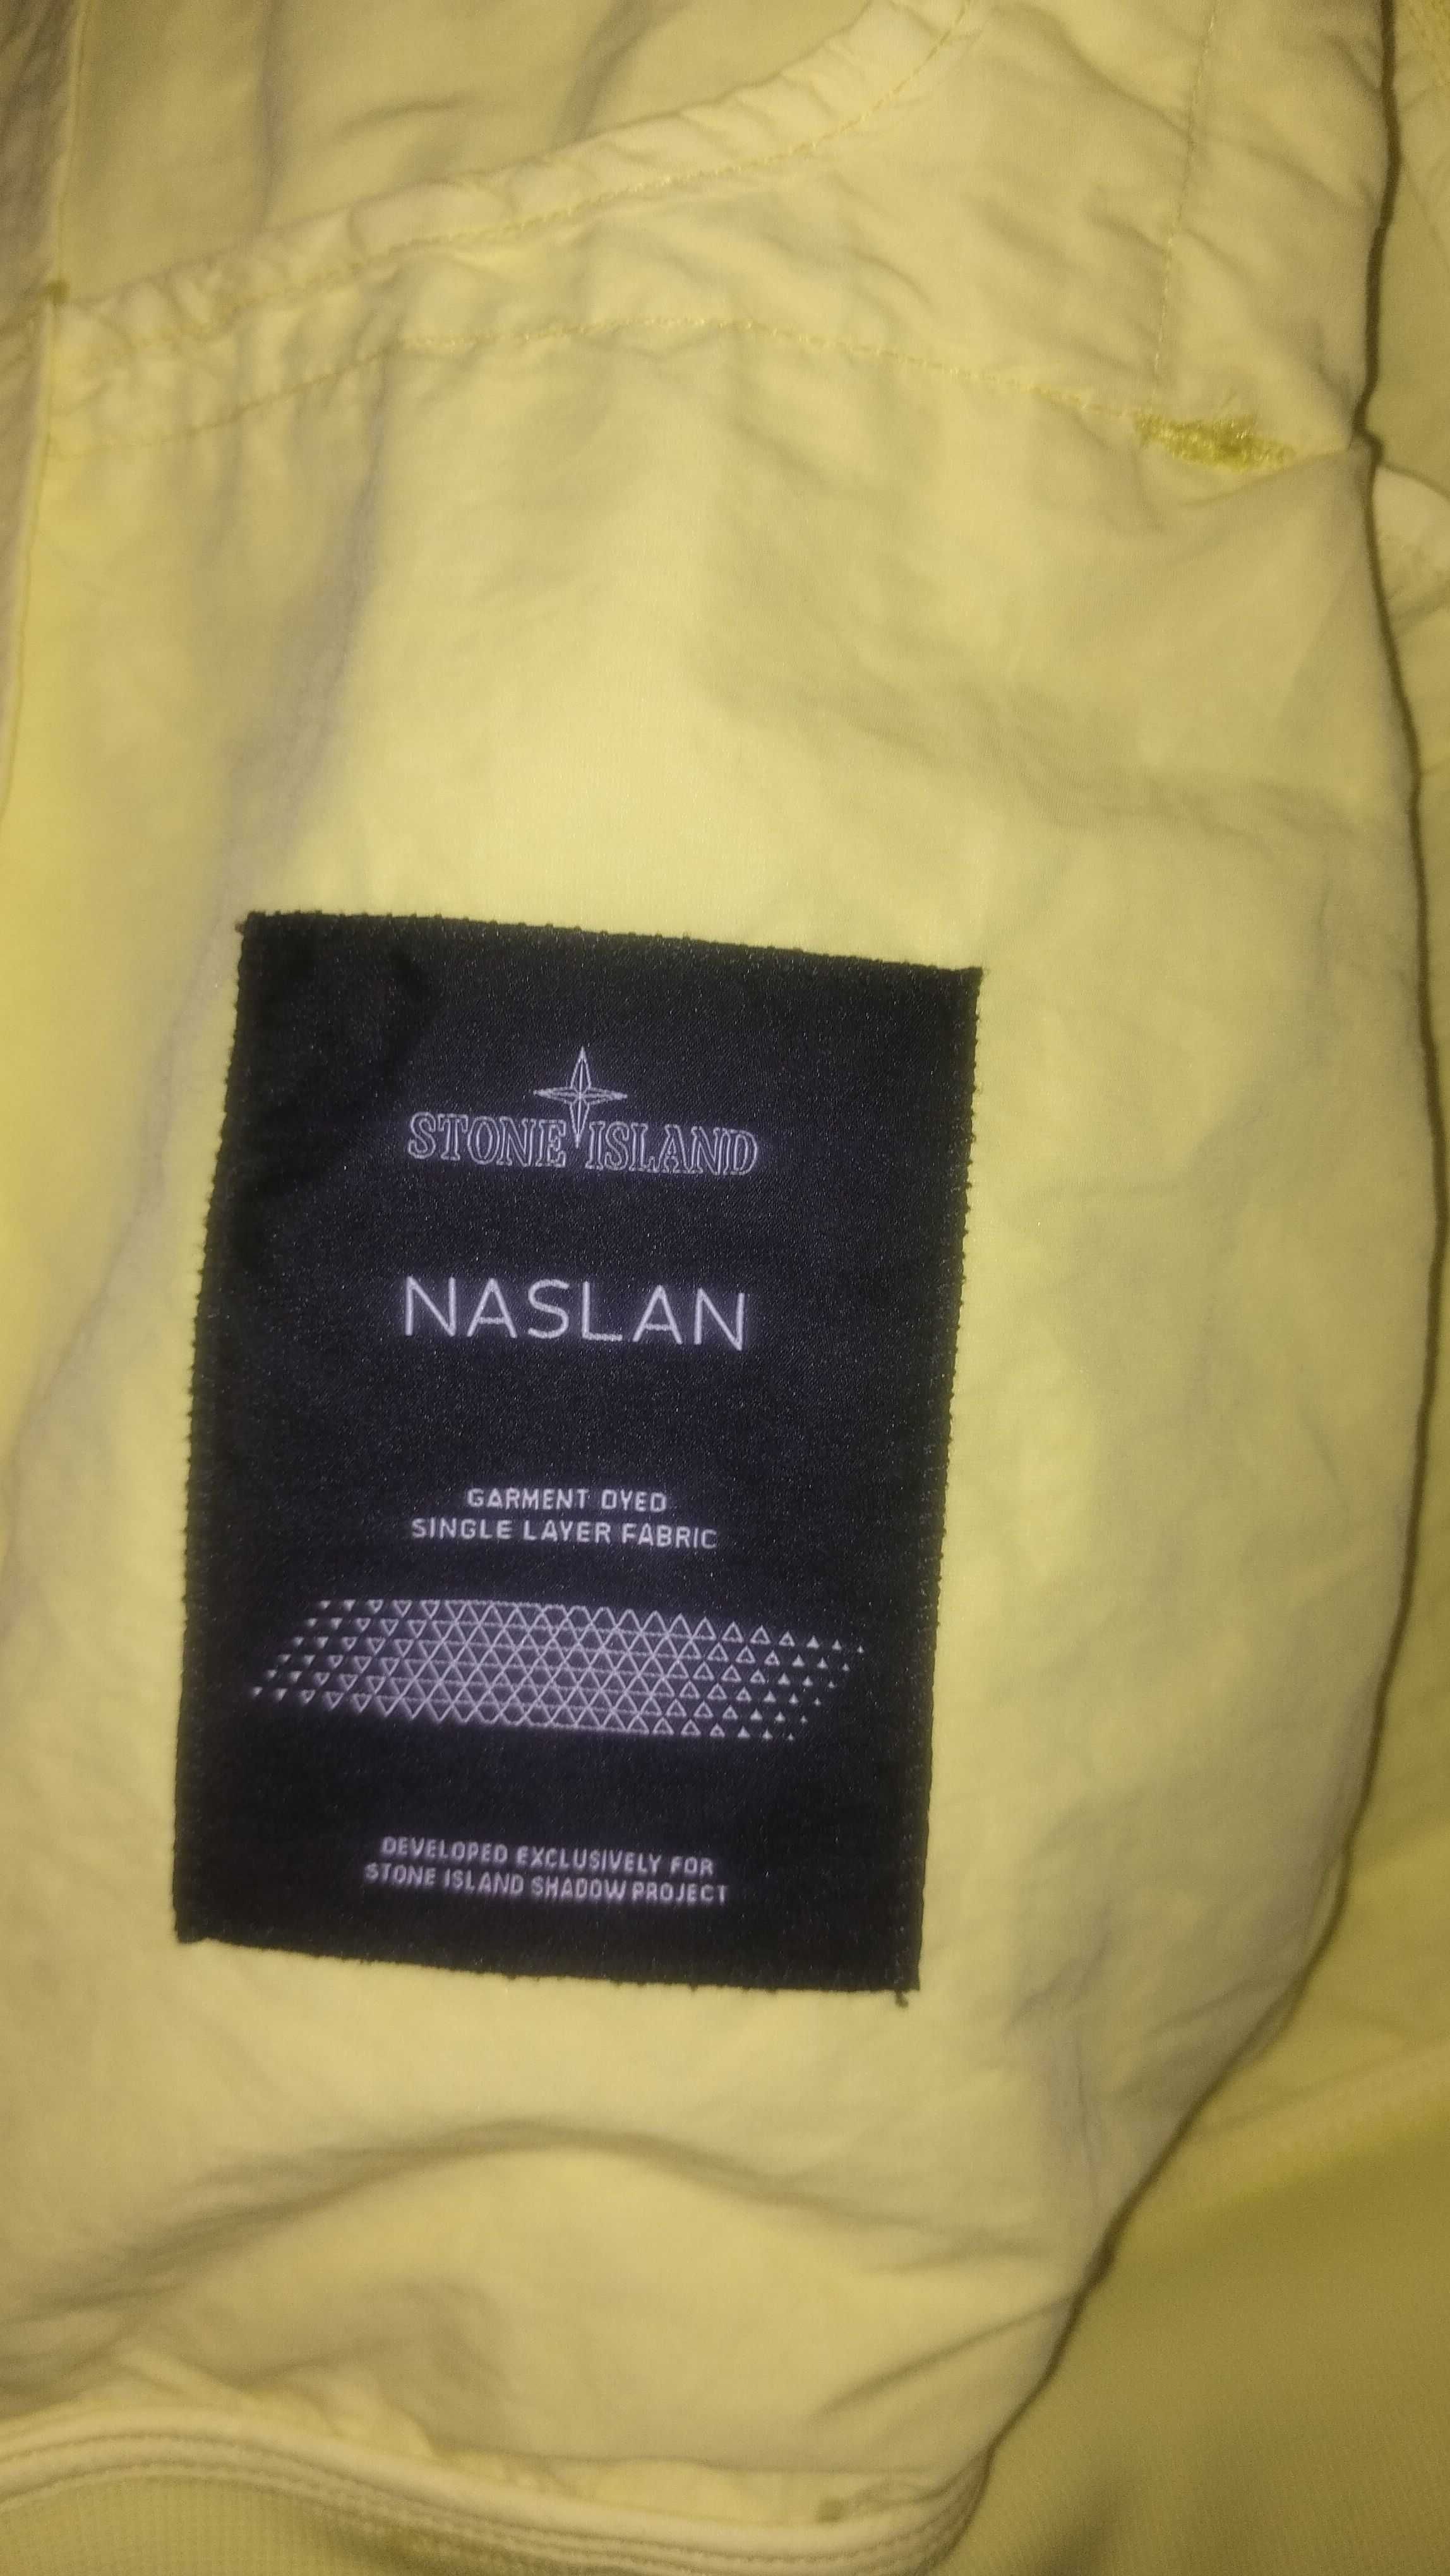 STONE ISLAND
NASLAN
GARMENT DYED
SINGLE LAYER FABRIC
DEVELOPED EXCLUSIVELY FOR
STONE ISLAND SHADOW PROJECT